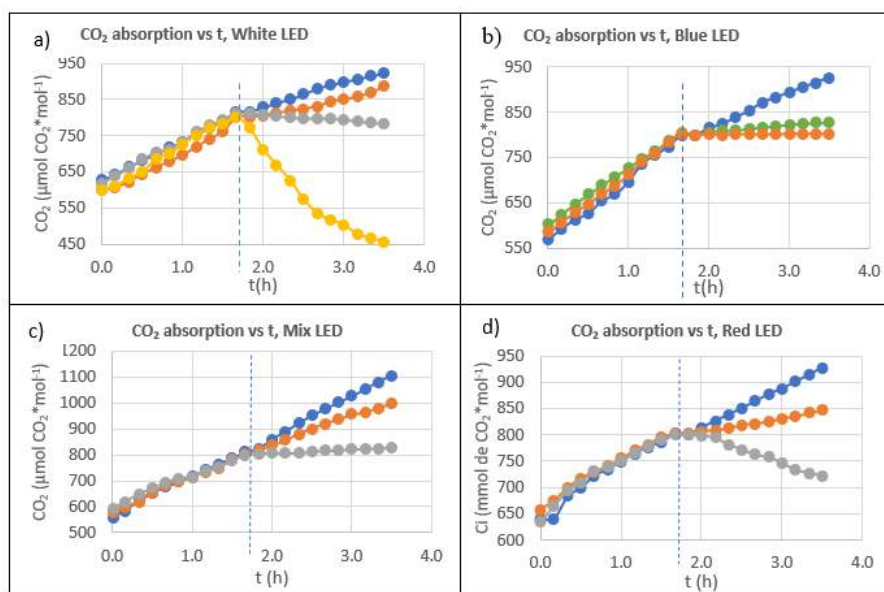 a)
CO₂ absorption vs t, White LED
CO₂ (µmol CO₂*mol⁻¹)
950
850
750
650
550
450
0.0 1.0 2.0 3.0 4.0
t(h)
b)
CO₂ absorption vs t, Blue LED
CO₂ (µmol CO₂*mol⁻¹)
950
850
750
650
550
0.0 1.0 2.0 3.0 4.0
t(h)
c)
CO₂ absorption vs t, Mix LED
CO₂ (µmol CO₂*mol⁻¹)
1200
1100
1000
900
800
700
600
500
0.0 1.0 2.0 3.0 4.0
t (h)
d)
CO₂ absorption vs t, Red LED
Ci (mmol de CO₂*mol⁻¹)
950
900
850
800
750
700
650
600
0.0 1.0 2.0 3.0 4.0
t (h)